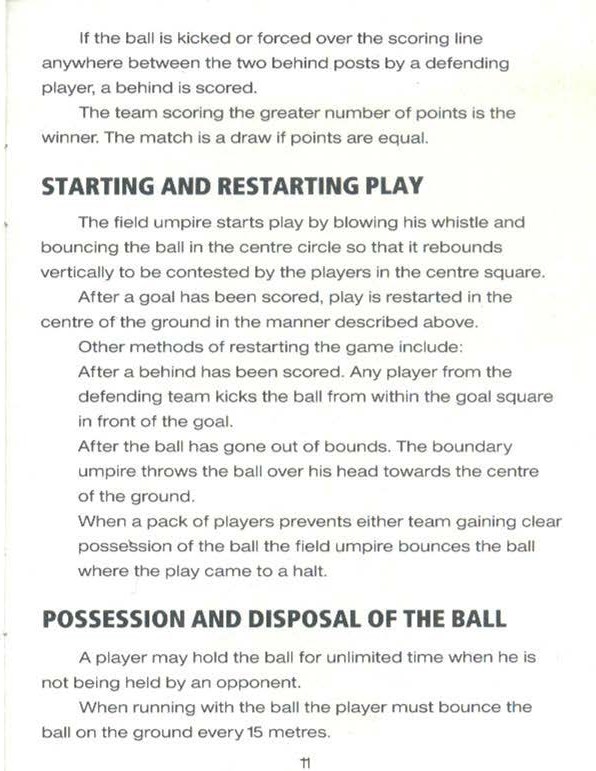 If the ball is kicked or forced over the scoring line
anywhere between the two behind posts by a defending
player, a behind is scored.
The team scoring the greater number of points is the
winner. The match is a draw if points are equal.
STARTING AND RESTARTING PLAY
The field umpire starts play by blowing his whistle and
bouncing the ball in the centre circle so that it rebounds
vertically to be contested by the players in the centre square.
After a goal has been scored, play is restarted in the
centre of the ground in the manner described above.
Other methods of restarting the game include:
After a behind has been scored. Any player from the
defending team kicks the ball from within the goal square
in front of the goal.
After the ball has gone out of bounds. The boundary
umpire throws the ball over his head towards the centre
of the ground.
When a pack of players prevents either team gaining clear
possession of the ball the field umpire bounces the ball
where the play came to a halt.
POSSESSION AND DISPOSAL OF THE BALL
A player may hold the ball for unlimited time when he is
not being held by an opponent.
When running with the ball the player must bounce the
ball on the ground every 15 metres.
11